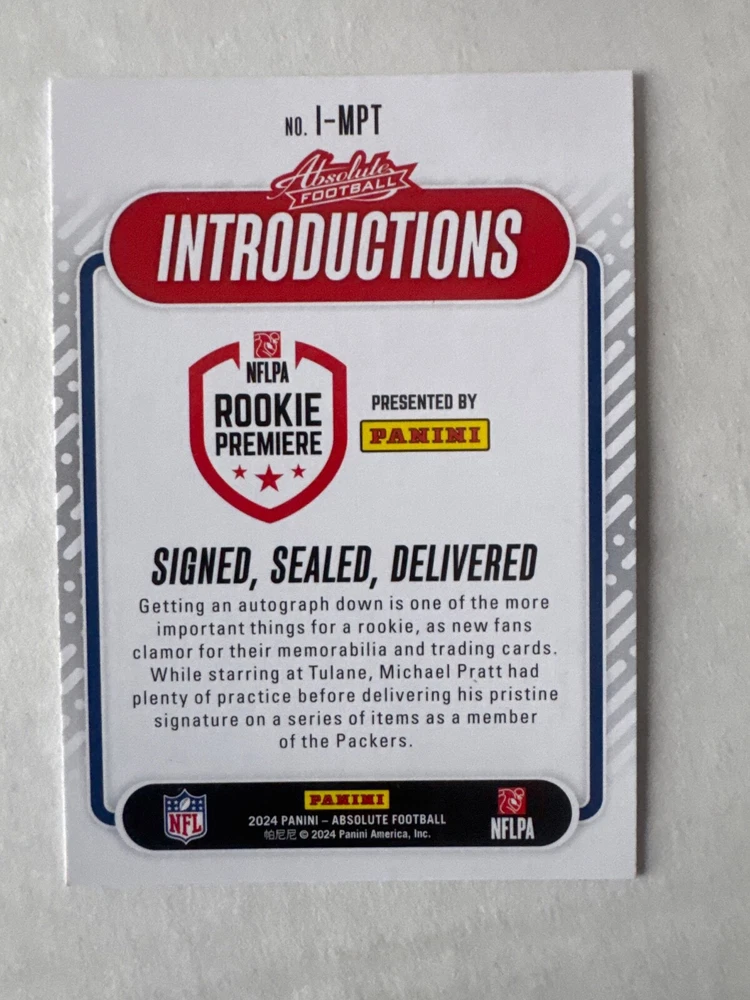 NO. I-MPT
Absolute
FOOTBALL
INTRODUCTIONS
NFLPA
ROOKIE
PREMIERE
PRESENTED BY
PANINI
SIGNED, SEALED, DELIVERED
Getting an autograph down is one of the more
important things for a rookie, as new fans
clamor for their memorabilia and trading cards.
While starring at Tulane, Michael Pratt had
plenty of practice before delivering his pristine
signature on a series of items as a member
of the Packers.
NFL
PANINI
2024 PANINI – ABSOLUTE FOOTBALL
帕尼尼 © 2024 Panini America, Inc.
NFLPA